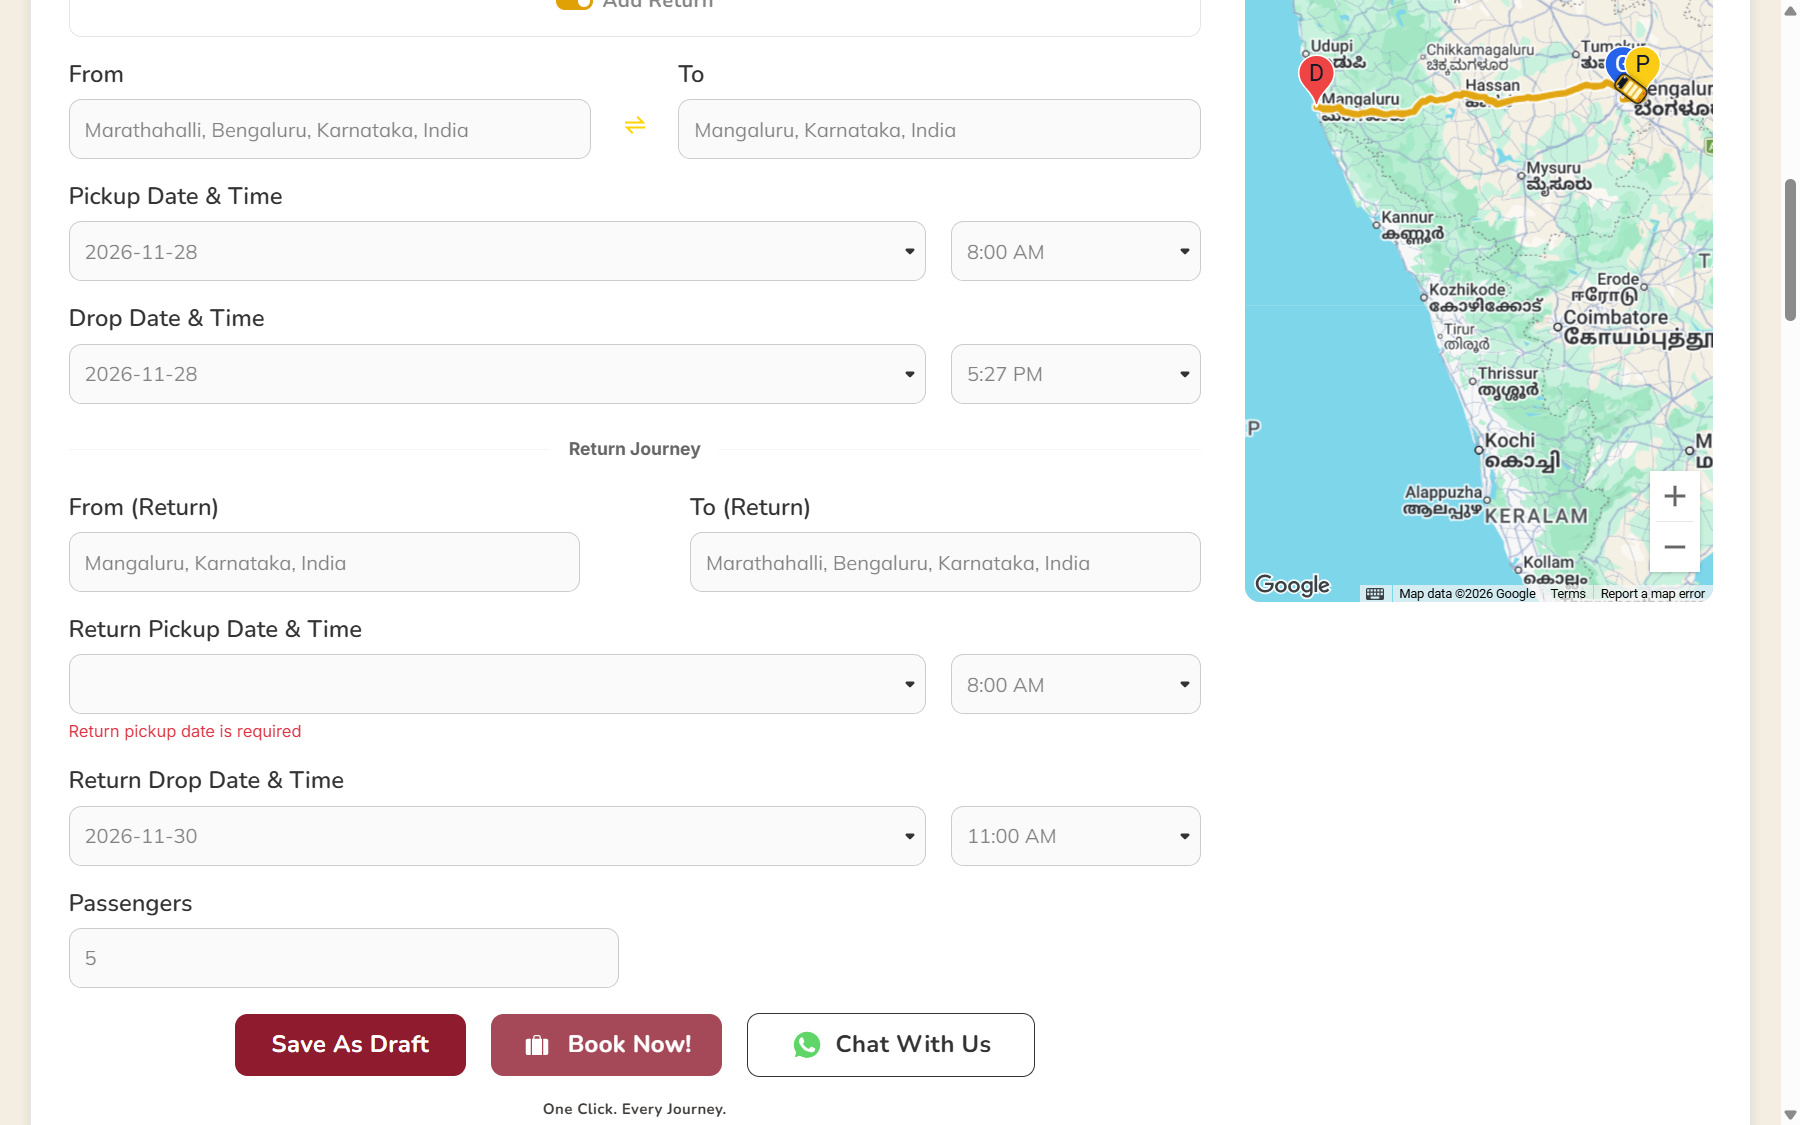 Add Return
From
To
Marathahalli, Bengaluru, Karnataka, India
Mangaluru, Karnataka, India
Pickup Date & Time
2026-11-28
8:00 AM
Drop Date & Time
2026-11-28
5:27 PM
Return Journey
From (Return)
To (Return)
Mangaluru, Karnataka, India
Marathahalli, Bengaluru, Karnataka, India
Return Pickup Date & Time
8:00 AM
Return pickup date is required
Return Drop Date & Time
2026-11-30
11:00 AM
Passengers
5
Save As Draft
Book Now!
Chat With Us
One Click. Every Journey.
Udupi
Chikkamagaluru
ಚಿಕ್ಕಮಗಳೂರ
D
P
Hassan
Mangaluru
Mysuru
ಮೈಸೂರು
Kannur
കണ്ണൂർ
Erode
ஈரோடு
Kozhikode
കോഴിക്കോട്
Coimbatore
Tirur
തിരൂർ
Thrissur
തൃശ്ശൂർ
P
Kochi
കൊച്ചി
Alappuzha
ആലപ്പുഴ
KERALAM
Kollam
കൊല്ലം
Google
Map data ©2026 Google
Terms
Report a map error